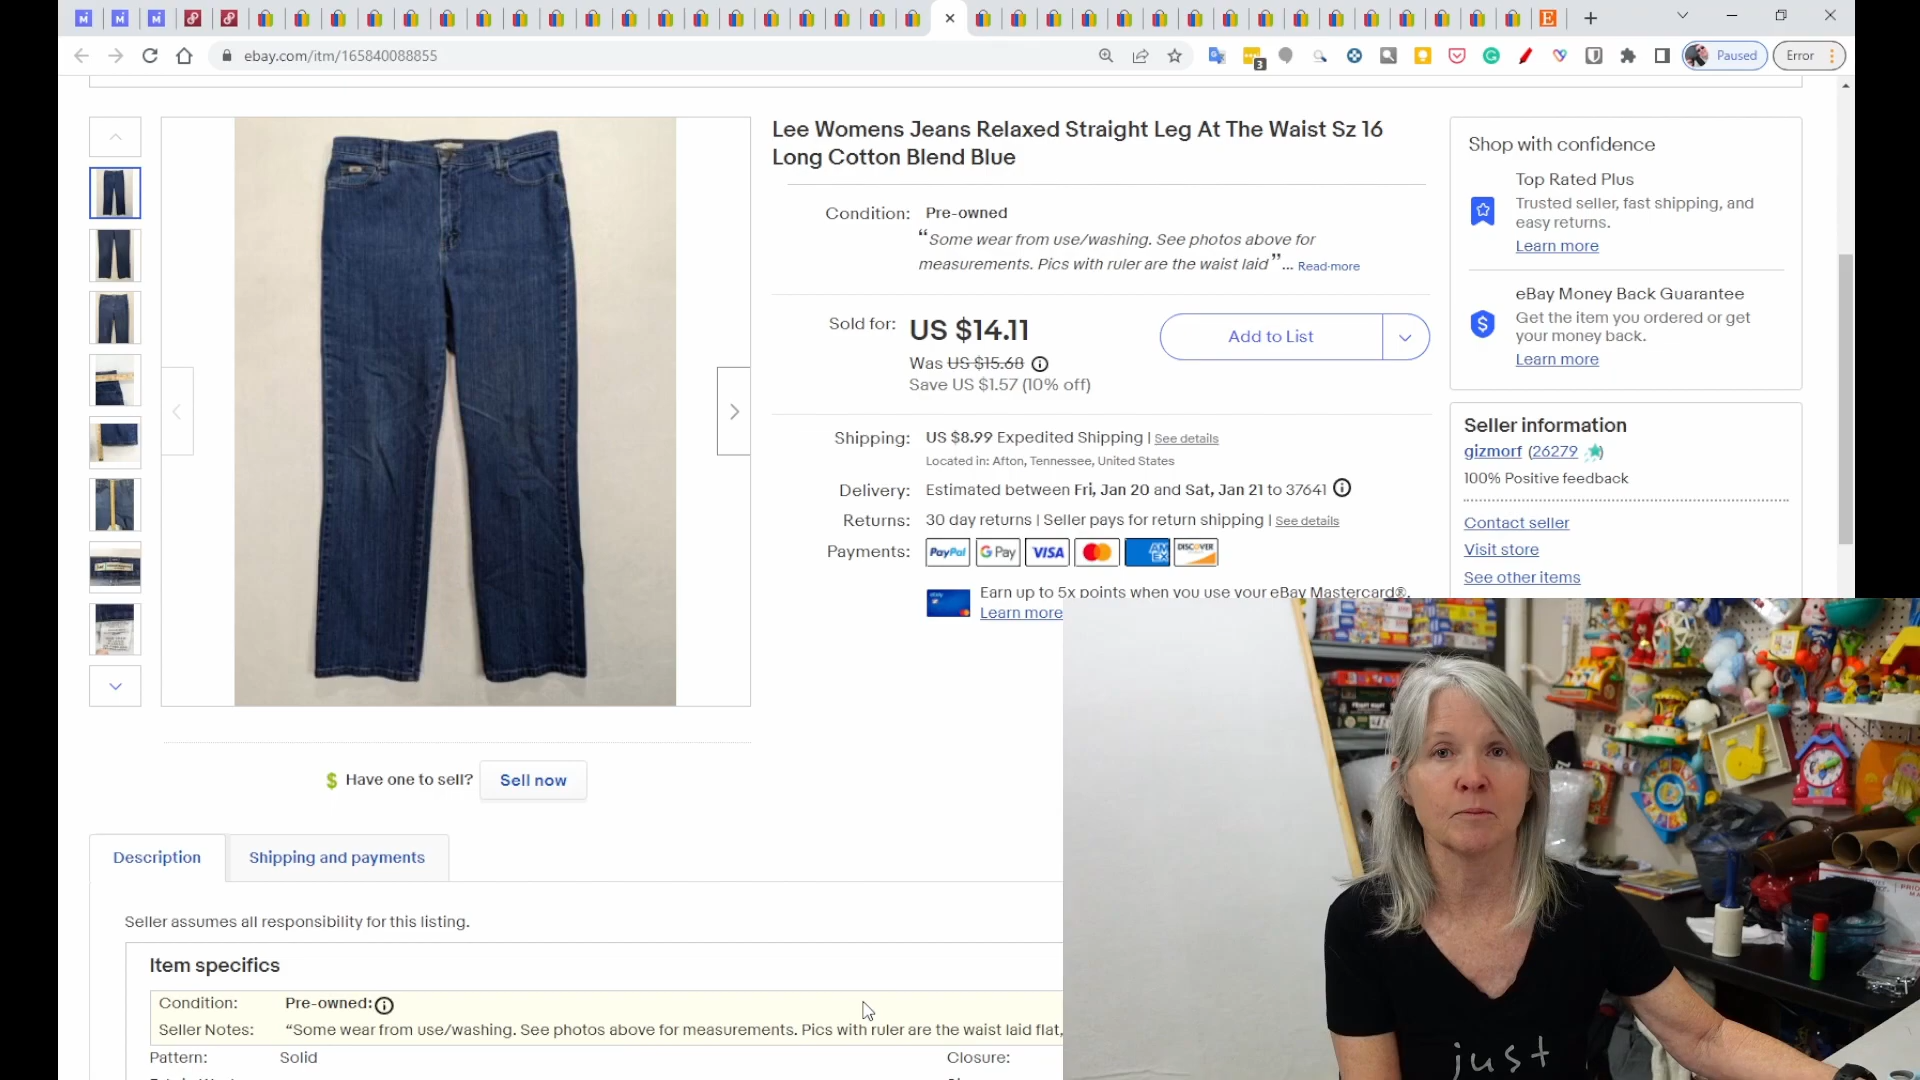 ebay.com/itm/165840088855
3
Paused
Error
Lee Womens Jeans Relaxed Straight Leg At The Waist Sz 16
Long Cotton Blend Blue
Condition: Pre-owned
“Some wear from use/washing. See photos above for
measurements. Pics with ruler are the waist laid ”... Read more
Sold for: US $14.11
Add to List
Was US $15.68
Save US $1.57 (10% off)
Shipping: US $8.99 Expedited Shipping | See details
Located in: Afton, Tennessee, United States
Delivery: Estimated between Fri, Jan 20 and Sat, Jan 21 to 37641
Returns: 30 day returns | Seller pays for return shipping | See details
Payments: PayPal G Pay VISA AM EX DISCOVER
Earn up to 5x points when you use your eBay Mastercard®.
Learn more
Shop with confidence
Top Rated Plus
Trusted seller, fast shipping, and
easy returns.
Learn more
eBay Money Back Guarantee
Get the item you ordered or get
your money back.
Learn more
Seller information
gizmorf (26279)
100% Positive feedback
Contact seller
Visit store
See other items
Have one to sell? Sell now
Description
Shipping and payments
Seller assumes all responsibility for this listing.
Item specifics
Condition: Pre-owned:
Seller Notes: “Some wear from use/washing. See photos above for measurements. Pics with ruler are the waist laid flat,
Pattern: Solid
Closure:
just